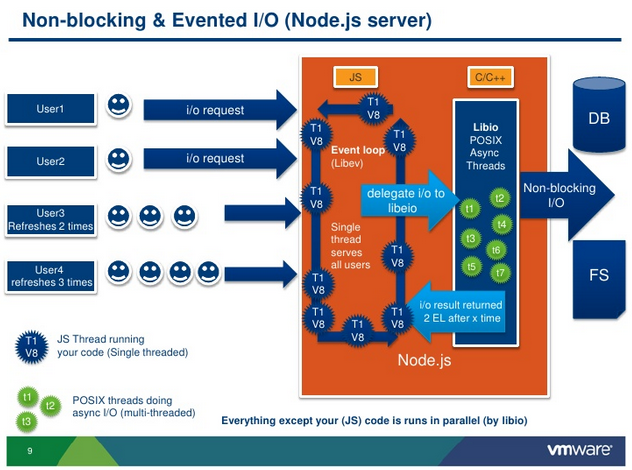 Non-blocking & Evented I/O (Node.js server)
JS
C/C++
User1
i/o request
User2
i/o request
User3
Refreshes 2 times
User4
refreshes 3 times
T1
V8
T1
V8
T1
V8
T1
V8
T1
V8
T1
V8
T1
V8
T1
V8
T1
V8
Event loop
(Libev)
Single
thread
serves
all users
delegate i/o to
libeio
i/o result returned
2 EL after x time
Node.js
Libio
POSIX
Async
Threads
t1
t2
t3
t4
t5
t6
t7
Non-blocking
I/O
DB
FS
T1
V8
JS Thread running
your code (Single threaded)
t1
t2
t3
POSIX threads doing
async I/O (multi-threaded)
Everything except your (JS) code is runs in parallel (by libio)
9
vmware®